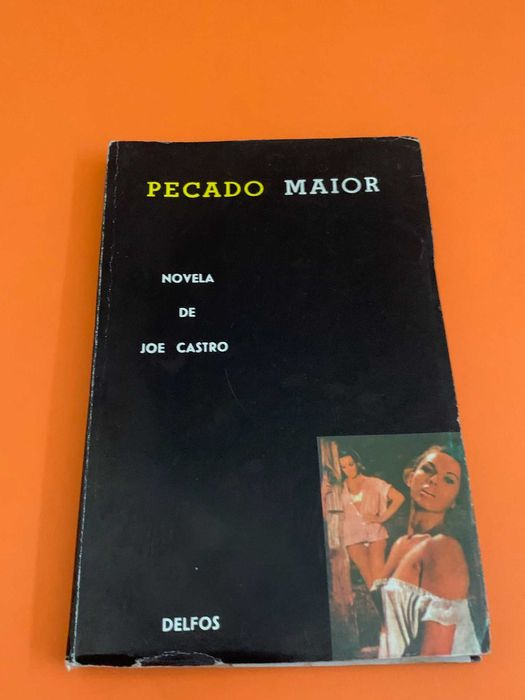 PECADO MAIOR
NOVELA
DE
JOE CASTRO
DELFOS